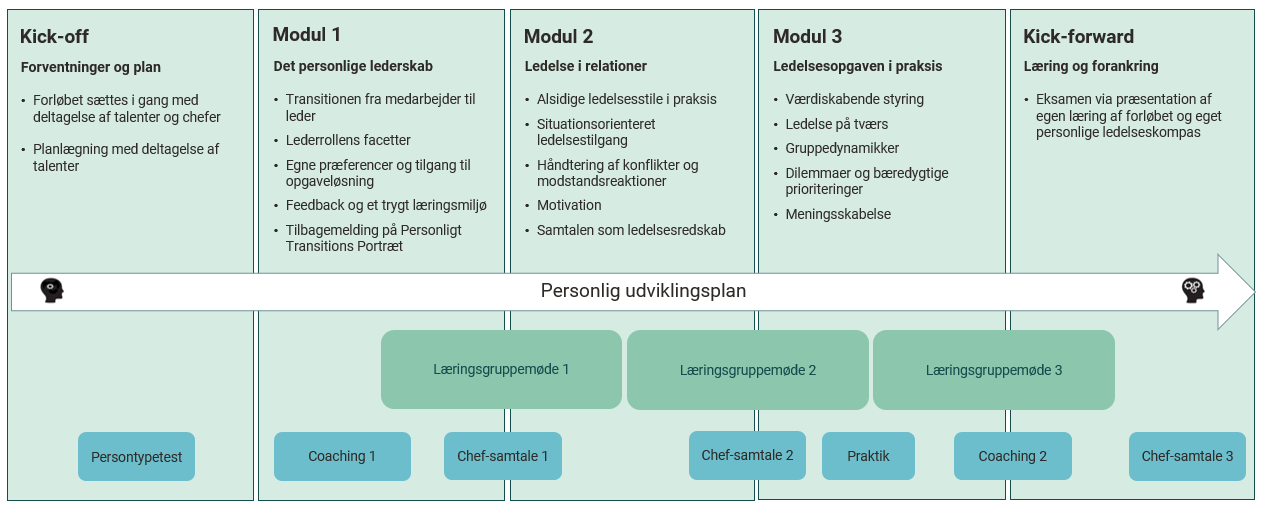 Kick-off
Forventninger og plan
• Forløbet sættes i gang med
deltagelse af talenter og chefer
• Planlægning med deltagelse af
talenter
Modul 1
Det personlige lederskab
• Transitionen fra medarbejder til
leder
• Lederrollens facetter
• Egne præferencer og tilgang til
opgaveløsning
• Feedback og et trygt læringsmiljø
• Tilbagemelding på Personligt
Transitions Portræt
Modul 2
Ledelse i relationer
• Alsidige ledelsesstile i praksis
• Situationsorienteret
ledelsestilgang
• Håndtering af konflikter og
modstandsreaktioner
• Motivation
• Samtalen som ledelsesredskab
Modul 3
Ledelsesopgaven i praksis
• Værdiskabende styring
• Ledelse på tværs
• Gruppedynamikker
• Dilemmaer og bæredygtige
prioriteringer
• Meningsskabelse
Kick-forward
Læring og forankring
• Eksamen via præsentation af
egen læring af forløbet og eget
personlige ledelseskompas
Personlig udviklingsplan
Læringsgruppemøde 1
Læringsgruppemøde 2
Læringsgruppemøde 3
Persontypetest
Coaching 1
Chef-samtale 1
Chef-samtale 2
Praktik
Coaching 2
Chef-samtale 3